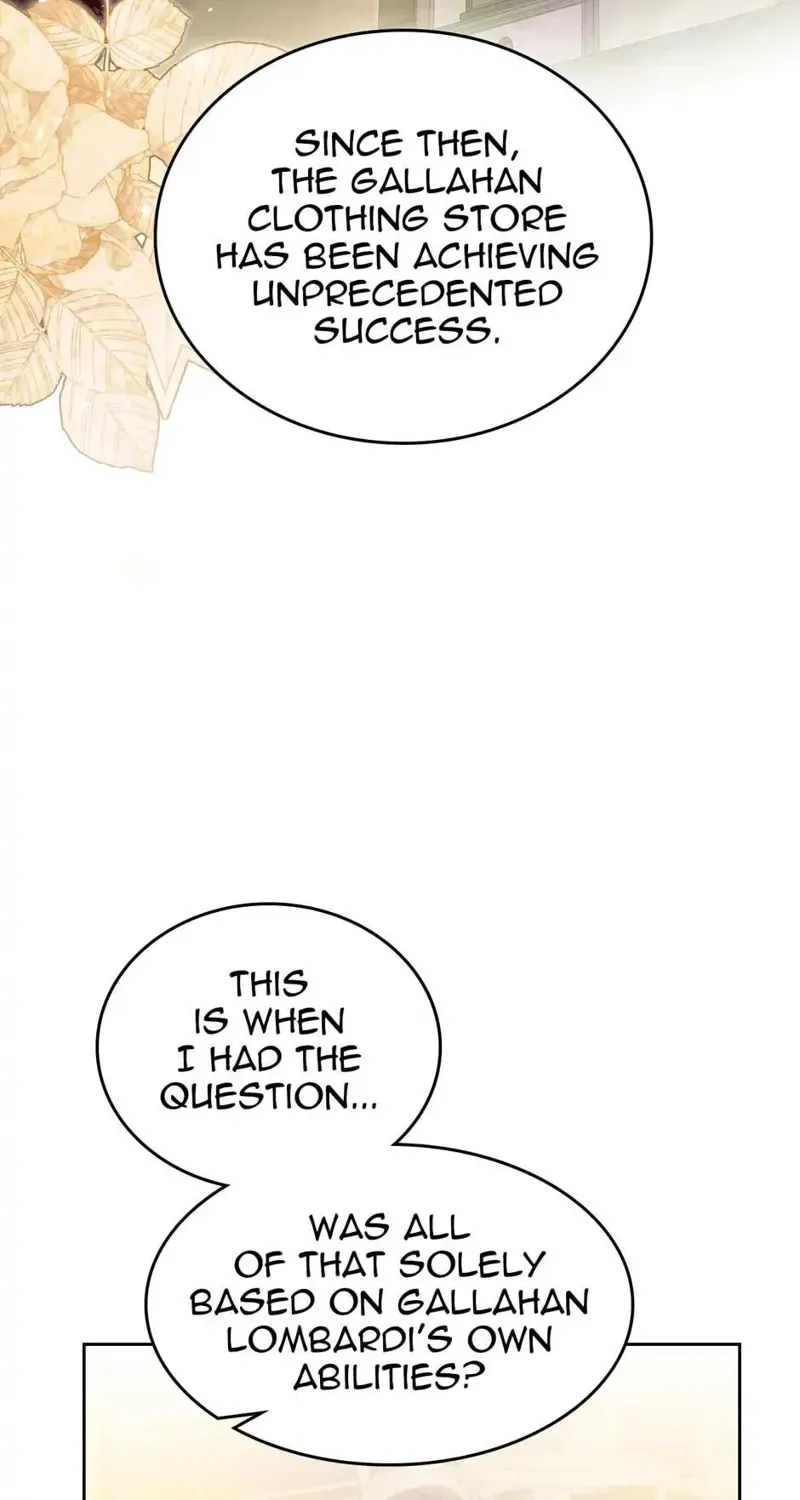 SINCE THEN,
THE GALLAHAN
CLOTHING STORE
HAS BEEN ACHIEVING
UNPRECEDENTED
SUCCESS.
THIS
IS WHEN
I HAD THE
QUESTION...
WAS ALL
OF THAT SOLELY
BASED ON GALLAHAN
LOMBARDI'S OWN
ABILITIES?